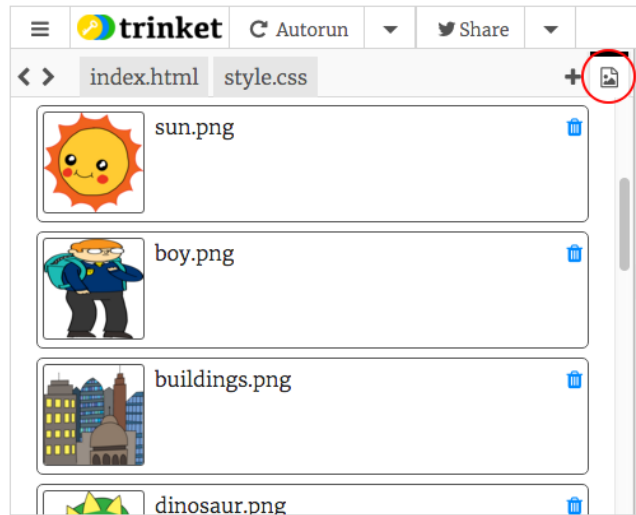 trinket Autorun Share
index.html style.css
sun.png
boy.png
buildings.png
dinosaur.png